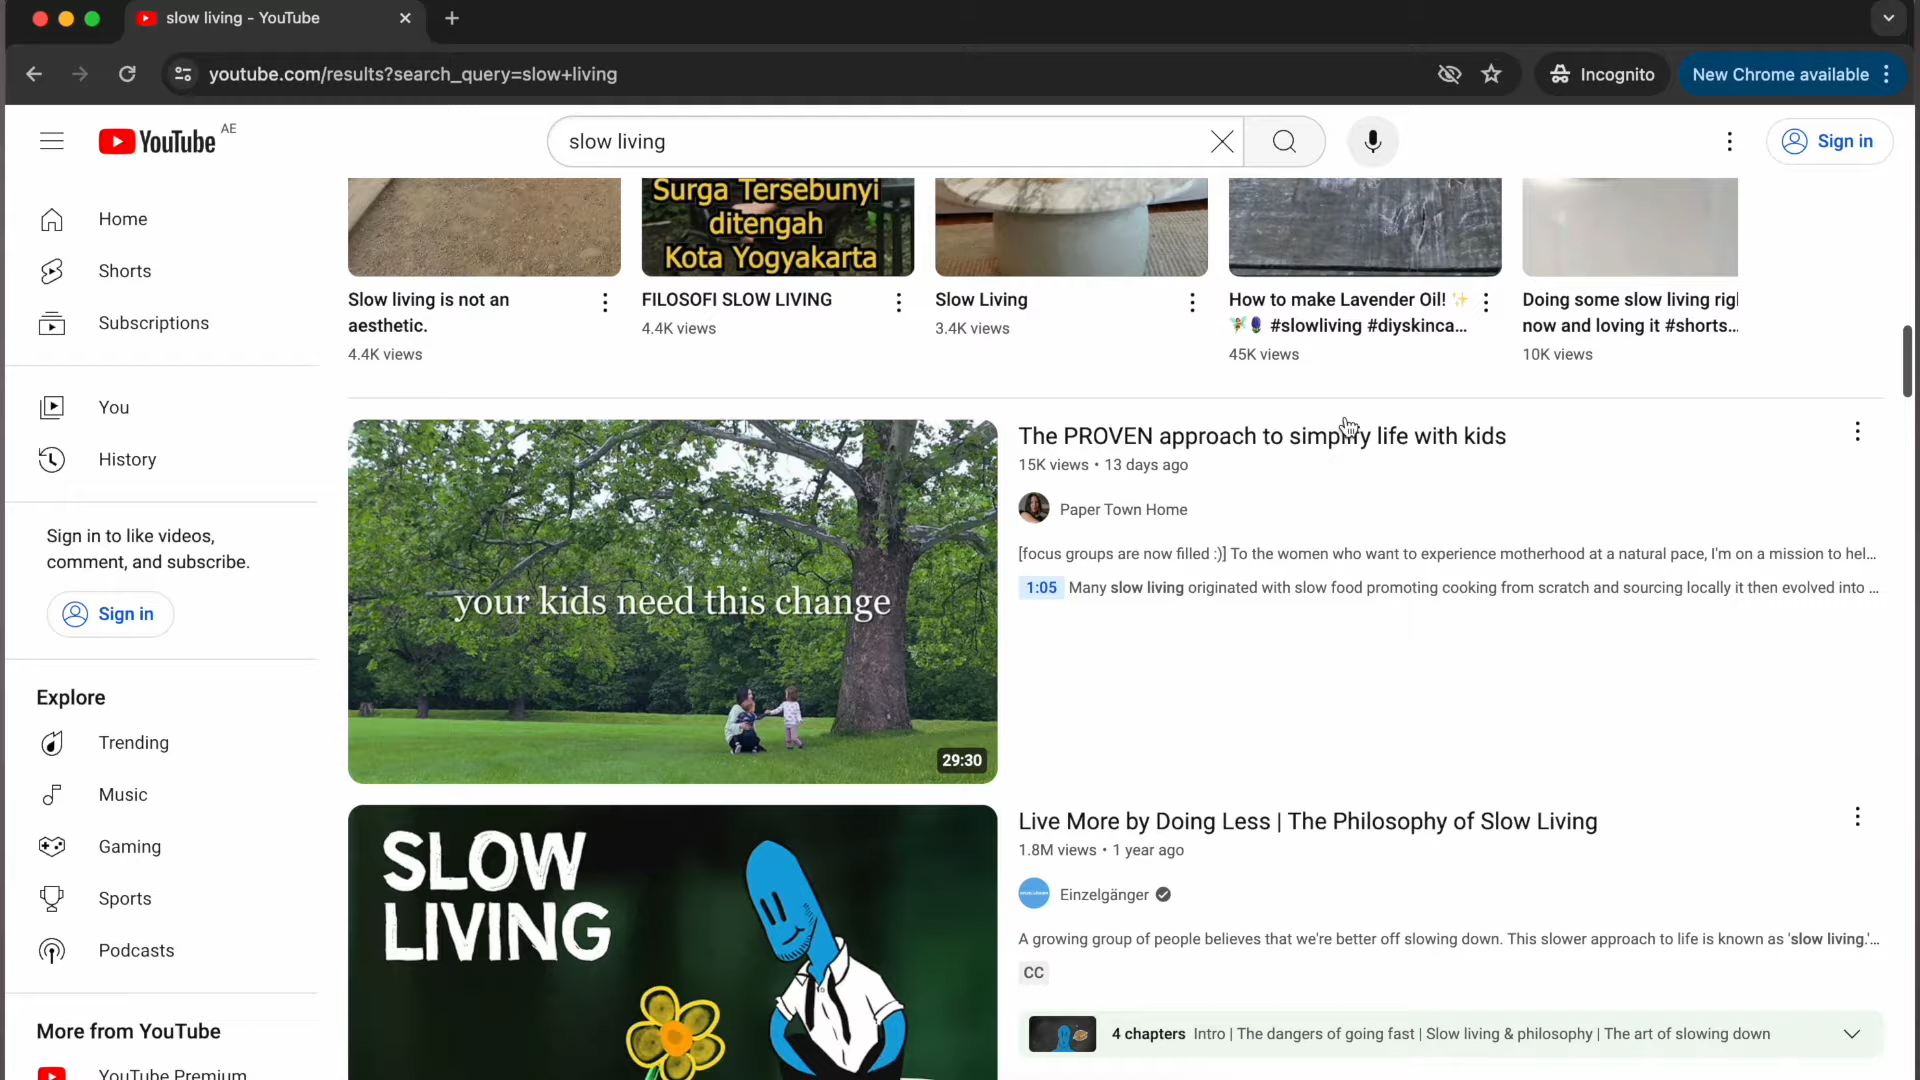 slow living - YouTube
youtube.com/results?search_query=slow+living
Incognito
New Chrome available
YouTube AE
slow living
Sign in
Home
Shorts
Subscriptions
You
History
Sign in to like videos,
comment, and subscribe.
Sign in
Explore
Trending
Music
Gaming
Sports
Podcasts
More from YouTube
YouTube Premium
Surga Tersebunyi
ditengah
Kota Yogyakarta
Slow living is not an
aesthetic.
4.4K views
FILOSOFI SLOW LIVING
4.4K views
Slow Living
3.4K views
How to make Lavender Oil! ✨
🧚🪻 #slowliving #diyskinca...
45K views
Doing some slow living rig
now and loving it #shorts...
10K views
your kids need this change
29:30
The PROVEN approach to simplify life with kids
15K views • 13 days ago
Paper Town Home
[focus groups are now filled :)] To the women who want to experience motherhood at a natural pace, I'm on a mission to hel...
1:05 Many slow living originated with slow food promoting cooking from scratch and sourcing locally it then evolved into ...
SLOW
LIVING
Live More by Doing Less | The Philosophy of Slow Living
1.8M views • 1 year ago
Einzelgänger
A growing group of people believes that we're better off slowing down. This slower approach to life is known as 'slow living.'...
CC
4 chapters Intro | The dangers of going fast | Slow living & philosophy | The art of slowing down